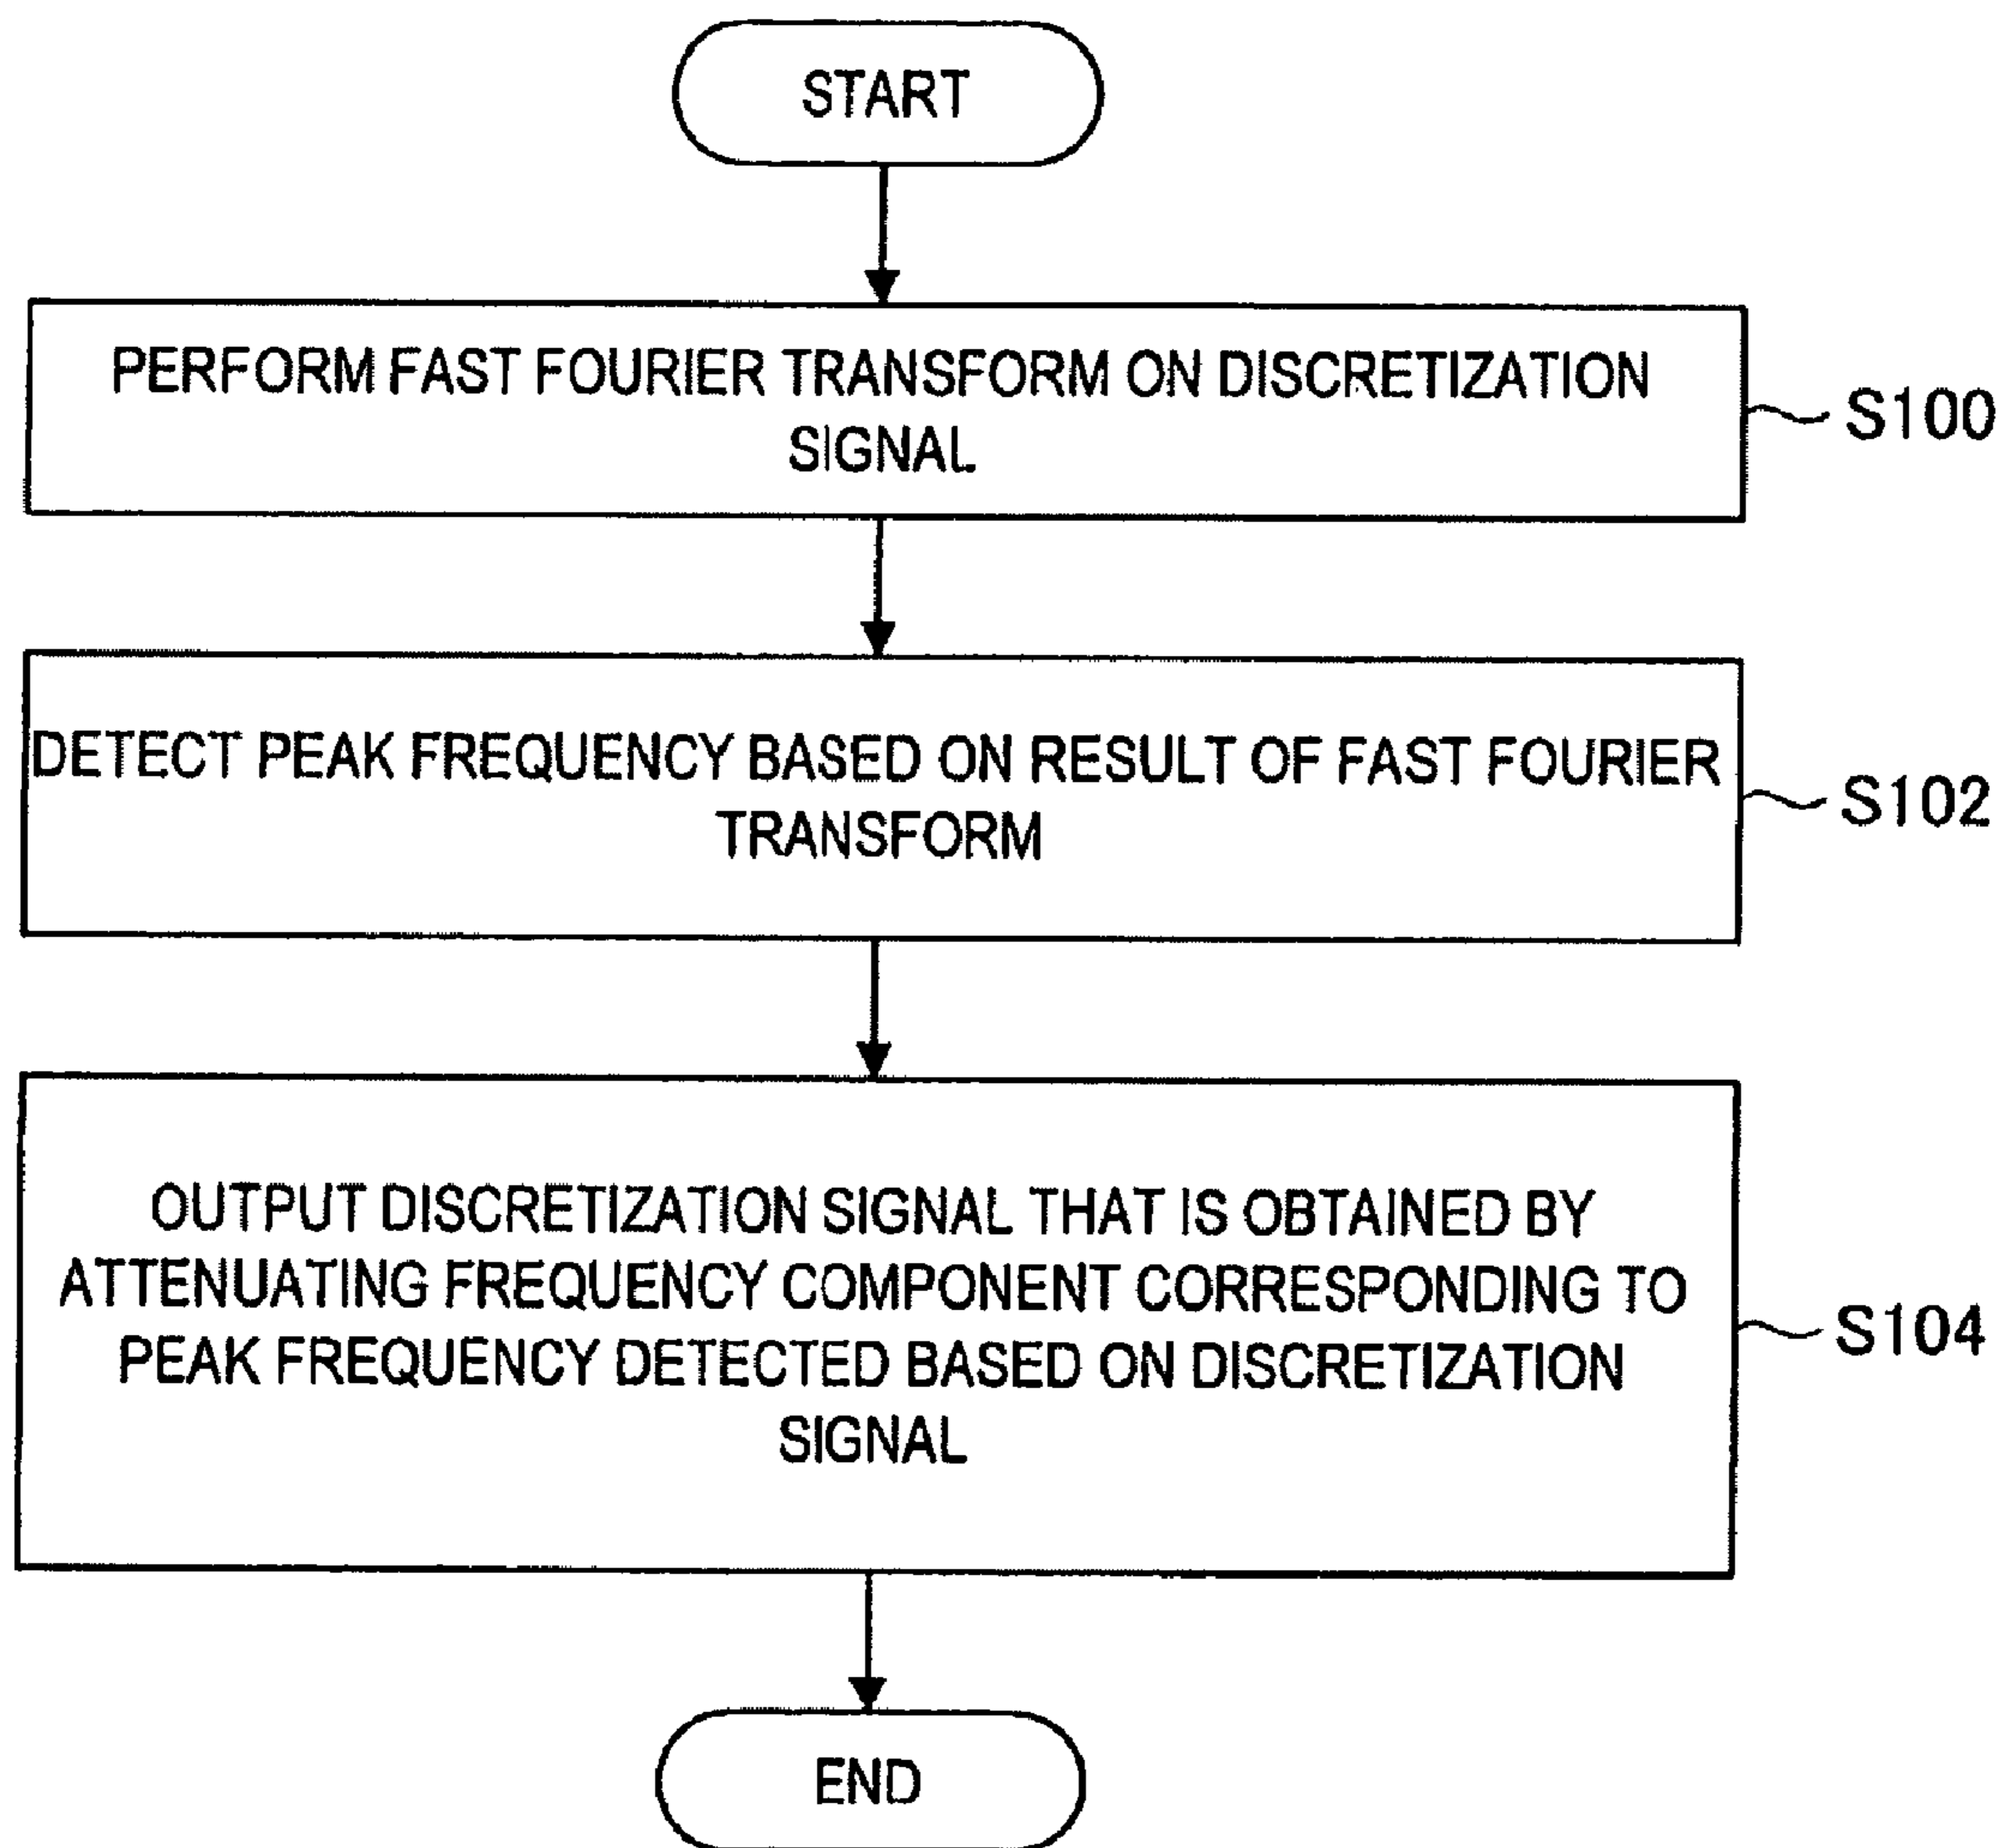 START
PERFORM FAST FOURIER TRANSFORM ON DISCRETIZATION
SIGNAL
S100
DETECT PEAK FREQUENCY BASED ON RESULT OF FAST FOURIER
TRANSFORM
S102
OUTPUT DISCRETIZATION SIGNAL THAT IS OBTAINED BY
ATTENUATING FREQUENCY COMPONENT CORRESPONDING TO
PEAK FREQUENCY DETECTED BASED ON DISCRETIZATION
SIGNAL
S104
END